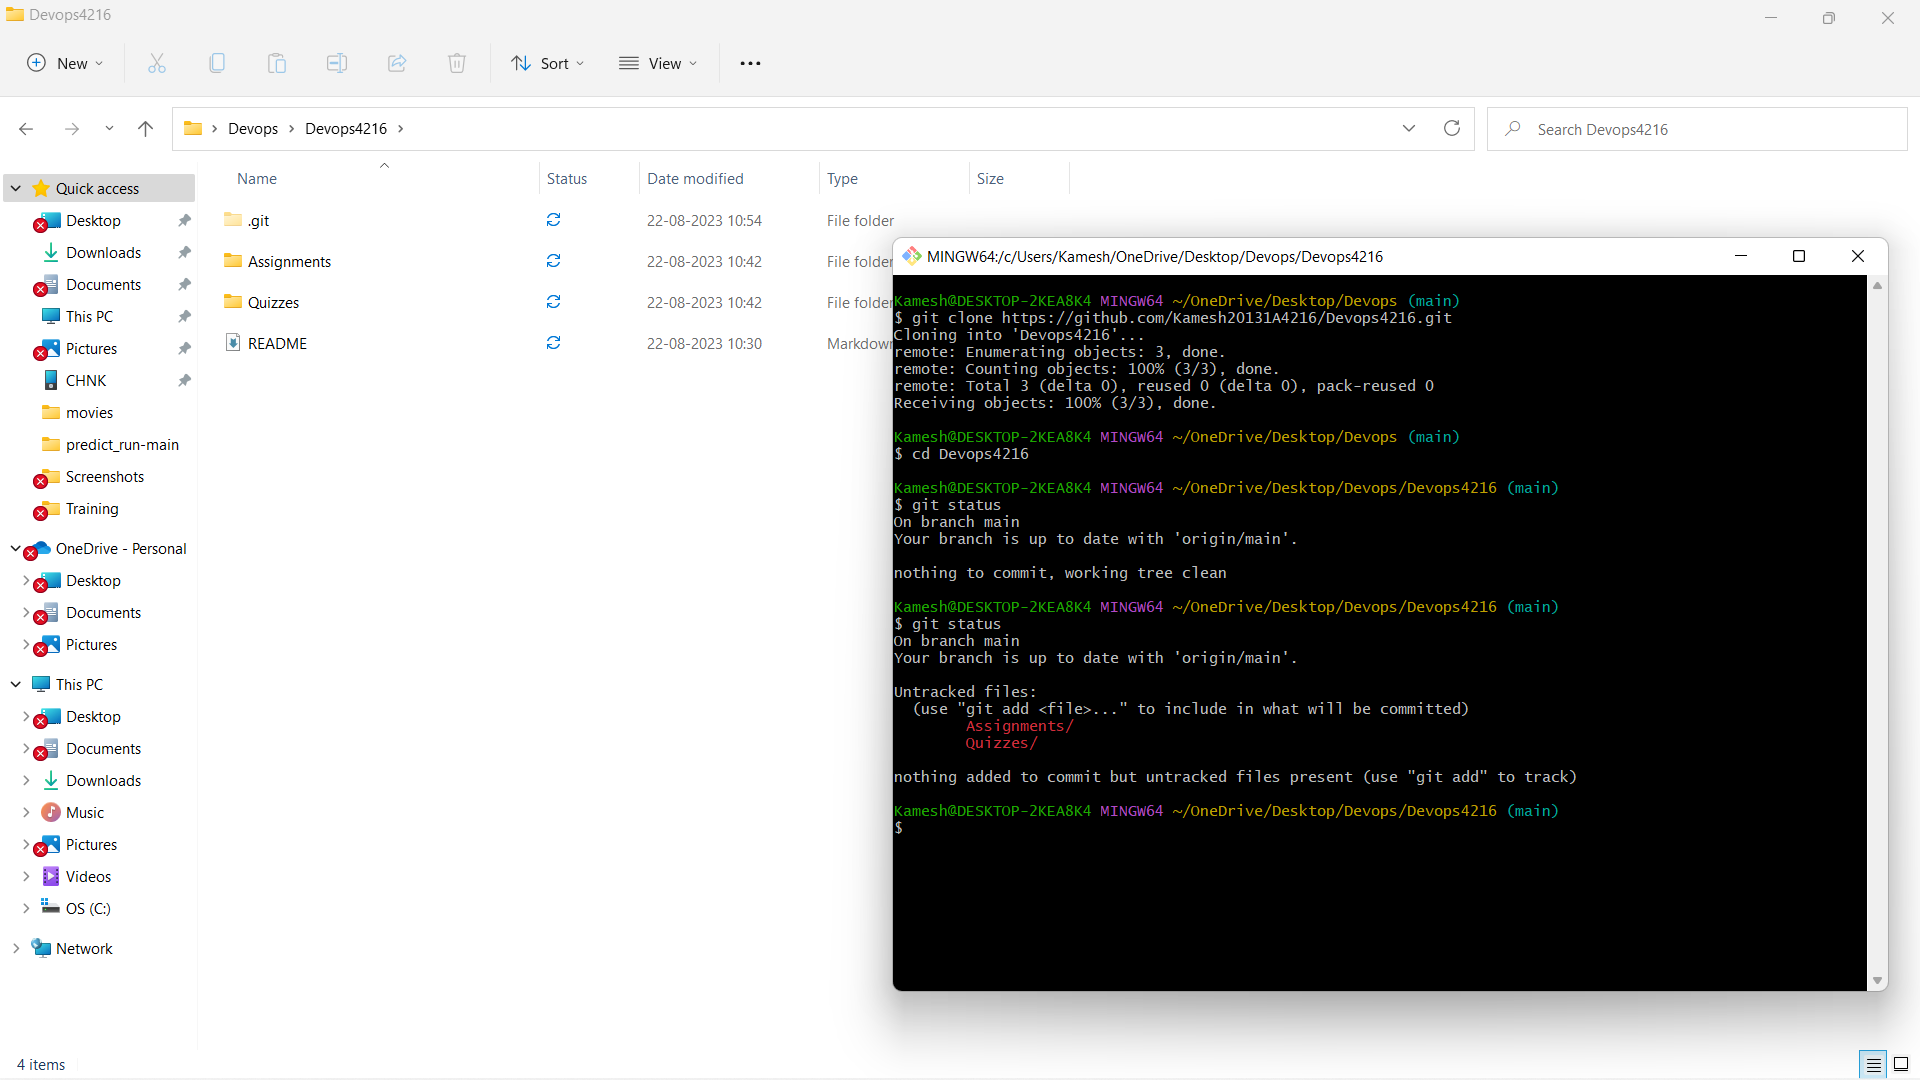 Devops4216
New
Sort
View
Devops > Devops4216 >
Search Devops4216
Name Status Date modified Type Size
.git 22-08-2023 10:54 File folder
Assignments 22-08-2023 10:42 File folder
Quizzes 22-08-2023 10:42 File folder
README 22-08-2023 10:30 Markdown
Quick access
Desktop
Downloads
Documents
This PC
Pictures
CHNK
movies
predict_run-main
Screenshots
Training
OneDrive - Personal
Desktop
Documents
Pictures
This PC
Desktop
Documents
Downloads
Music
Pictures
Videos
OS (C:)
Network
4 items
MINGW64:/c/Users/Kamesh/OneDrive/Desktop/Devops/Devops4216
Kamesh@DESKTOP-2KEA8K4 MINGW64 ~/OneDrive/Desktop/Devops (main)
$ git clone https://github.com/Kamesh20131A4216/Devops4216.git
Cloning into 'Devops4216'...
remote: Enumerating objects: 3, done.
remote: Counting objects: 100% (3/3), done.
remote: Total 3 (delta 0), reused 0 (delta 0), pack-reused 0
Receiving objects: 100% (3/3), done.
Kamesh@DESKTOP-2KEA8K4 MINGW64 ~/OneDrive/Desktop/Devops (main)
$ cd Devops4216
Kamesh@DESKTOP-2KEA8K4 MINGW64 ~/OneDrive/Desktop/Devops/Devops4216 (main)
$ git status
On branch main
Your branch is up to date with 'origin/main'.
nothing to commit, working tree clean
Kamesh@DESKTOP-2KEA8K4 MINGW64 ~/OneDrive/Desktop/Devops/Devops4216 (main)
$ git status
On branch main
Your branch is up to date with 'origin/main'.
Untracked files:
(use "git add <file>..." to include in what will be committed)
Assignments/
Quizzes/
nothing added to commit but untracked files present (use "git add" to track)
Kamesh@DESKTOP-2KEA8K4 MINGW64 ~/OneDrive/Desktop/Devops/Devops4216 (main)
$